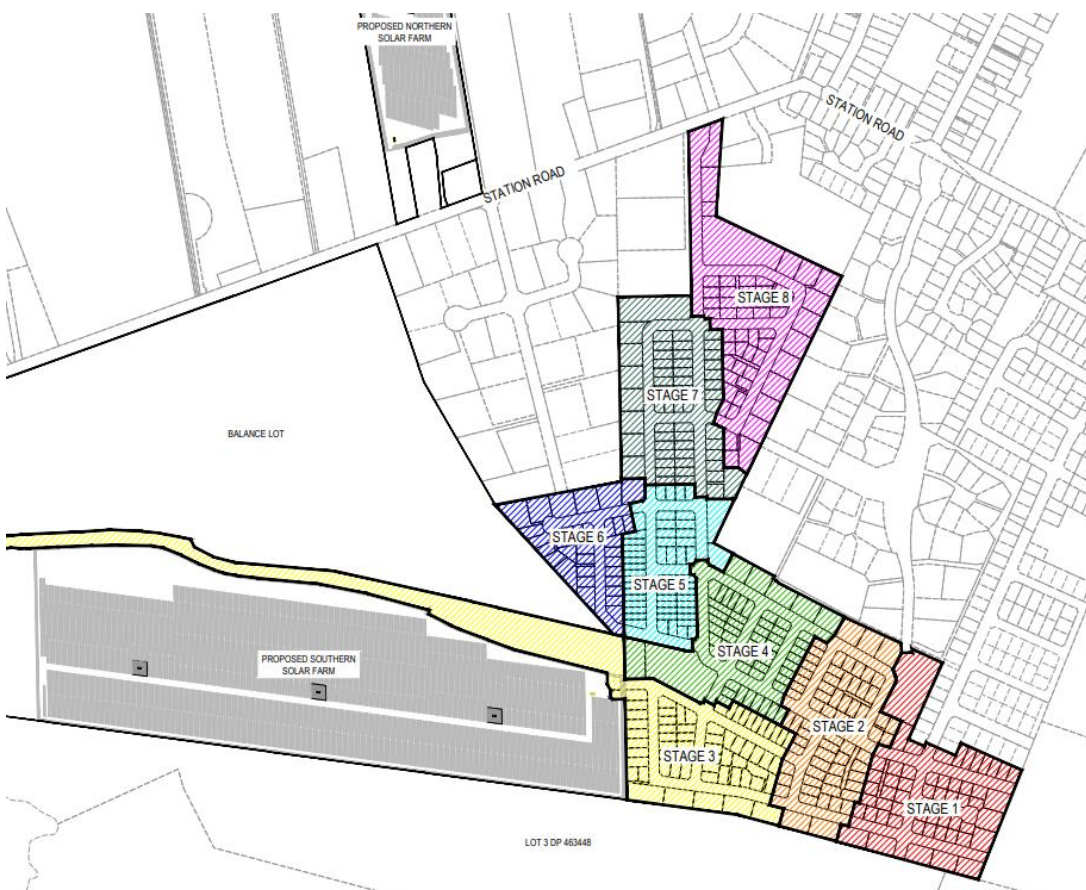 PROPOSED NORTHERN
SOLAR FARM
STATION ROAD
STATION ROAD
STAGE 8
STAGE 7
BALANCE LOT
STAGE 6
STAGE 5
STAGE 4
PROPOSED SOUTHERN
SOLAR FARM
STAGE 2
STAGE 3
STAGE 1
LOT 3 DP 463448